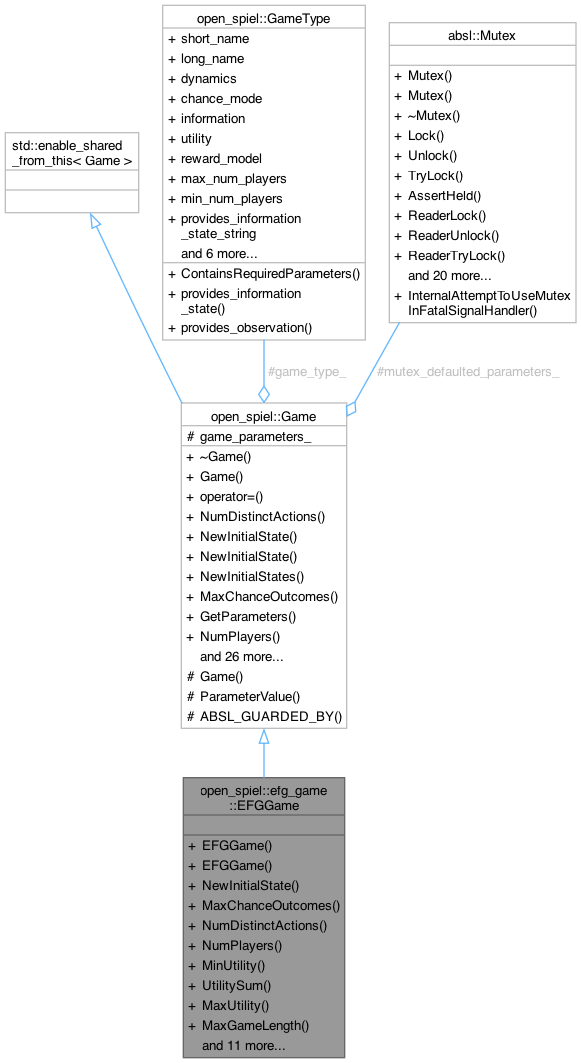 open_spiel::GameType
+ short_name
+ long_name
+ dynamics
+ chance_mode
+ information
+ utility
+ reward_model
+ max_num_players
+ min_num_players
+ provides_information
_state_string
and 6 more...
+ ContainsRequiredParameters()
+ provides_information
_state()
+ provides_observation()
absl::Mutex
+ Mutex()
+ Mutex()
+ ~Mutex()
+ Lock()
+ Unlock()
+ TryLock()
+ AssertHeld()
+ ReaderLock()
+ ReaderUnlock()
+ ReaderTryLock()
and 20 more...
+ InternalAttemptToUseMutex
InFatalSignalHandler()
std::enable_shared
_from_this< Game >
#game_type_
#mutex_defaulted_parameters_
open_spiel::Game
# game_parameters_
+ ~Game()
+ Game()
+ operator=()
+ NumDistinctActions()
+ NewInitialState()
+ NewInitialState()
+ NewInitialStates()
+ MaxChanceOutcomes()
+ GetParameters()
+ NumPlayers()
and 26 more...
# Game()
# ParameterValue()
# ABSL_GUARDED_BY()
open_spiel::efg_game
::EFGGame
+ EFGGame()
+ EFGGame()
+ NewInitialState()
+ MaxChanceOutcomes()
+ NumDistinctActions()
+ NumPlayers()
+ MinUtility()
+ UtilitySum()
+ MaxUtility()
+ MaxGameLength()
and 11 more...